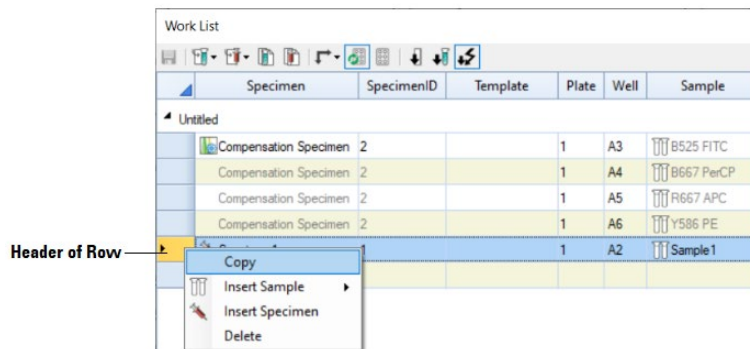 Work List
Specimen SpecimenID Template Plate Well Sample
Untitled
Compensation Specimen 2 1 A3 B525 FITC
Compensation Specimen 2 1 A4 B667 PerCP
Compensation Specimen 2 1 A5 R667 APC
Compensation Specimen 2 1 A6 Y586 PE
Header of Row 1 1 A2 Sample1
Copy
Insert Sample
Insert Specimen
Delete